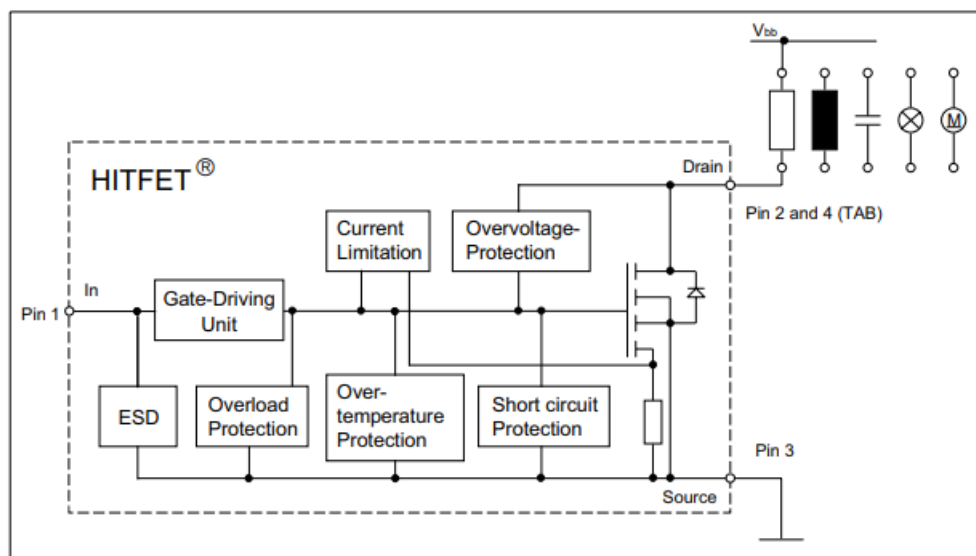 Vbb
HITFET ®
Drain
Pin 2 and 4 (TAB)
Current
Limitation
Overvoltage-
Protection
In
Pin 1
Gate-Driving
Unit
M
ESD
Overload
Protection
Over-
temperature
Protection
Short circuit
Protection
Pin 3
Source